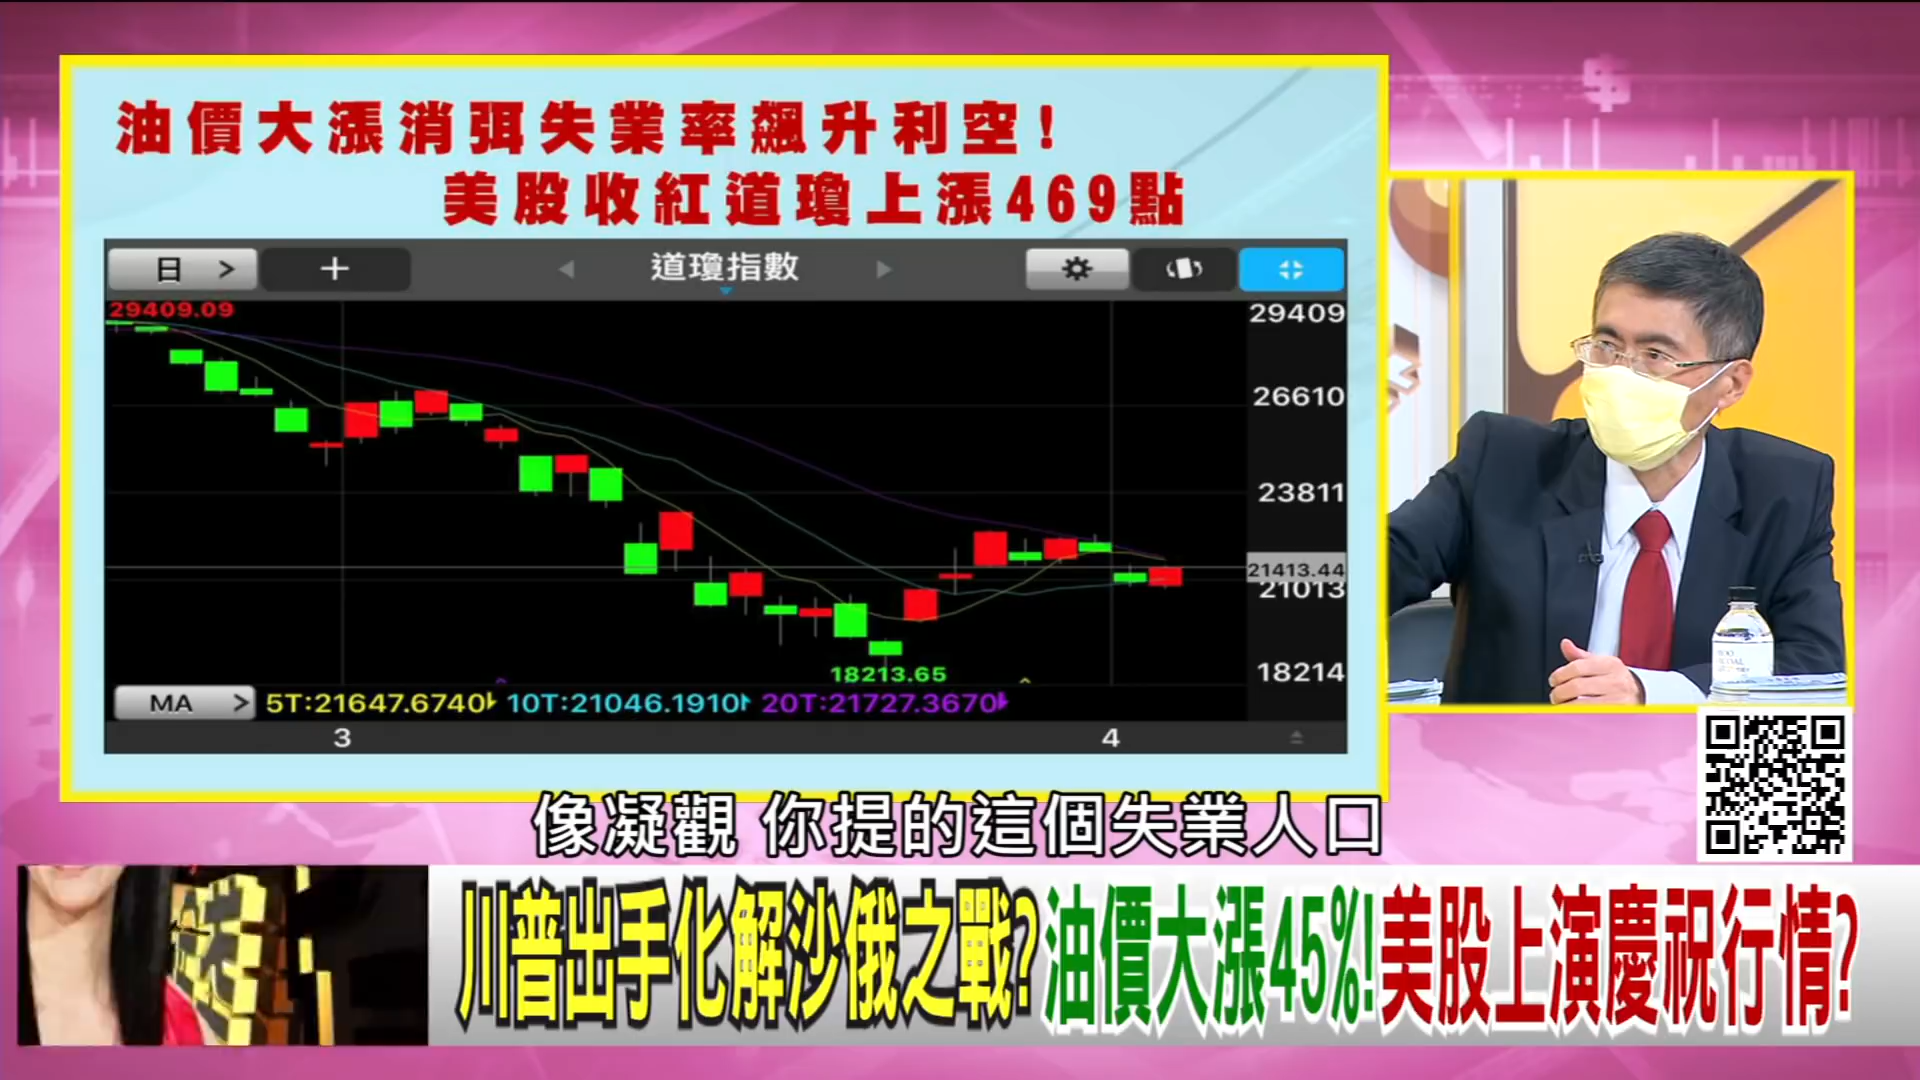 油價大漲消弭失業率飆升利空!
美股收紅道瓊上漲469點
日 > + 道瓊指數
29409.09
29409
26610
23811
21413.44
21013
18213.65
18214
MA > 5T:21647.6740 10T:21046.1910 20T:21727.3670
3 4
像凝觀 你提的這個失業人口
川普出手化解沙俄之戰?油價大漲45%!美股上演慶祝行情?